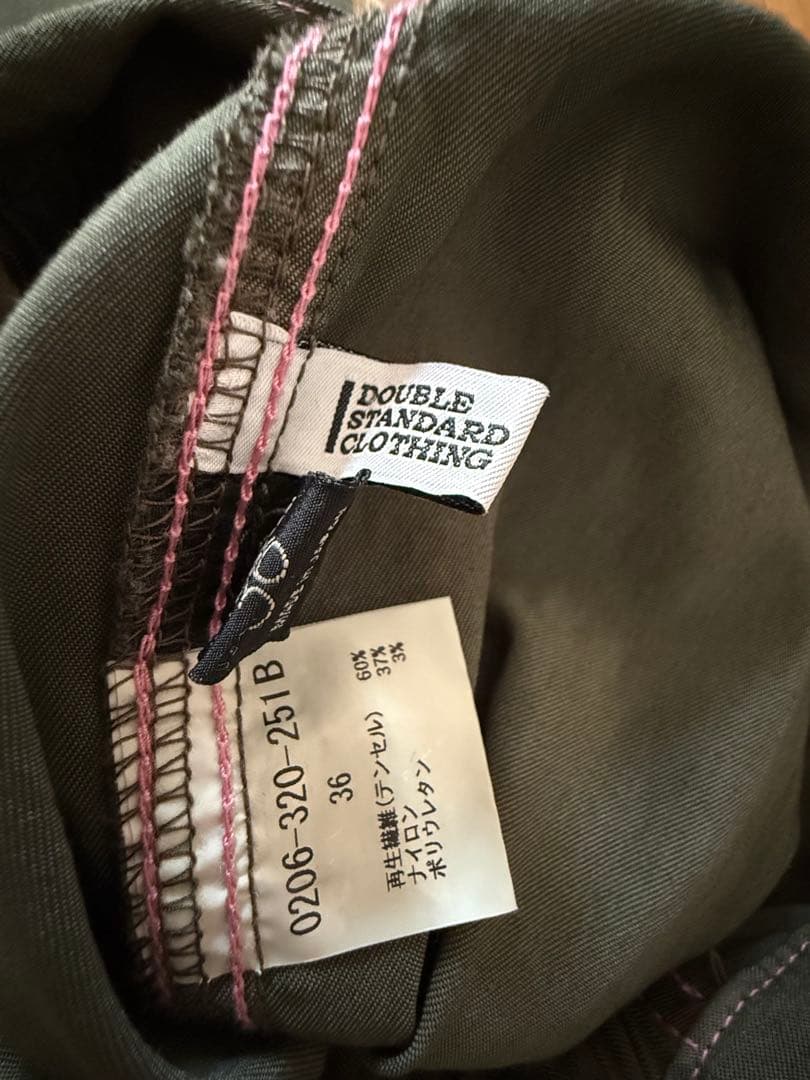 DOUBLE
STANDARD
CLOTHING
0206-320-251B
36
再生繊維(テンセル) 60%
ナイロン 37%
ポリウレタン 3%